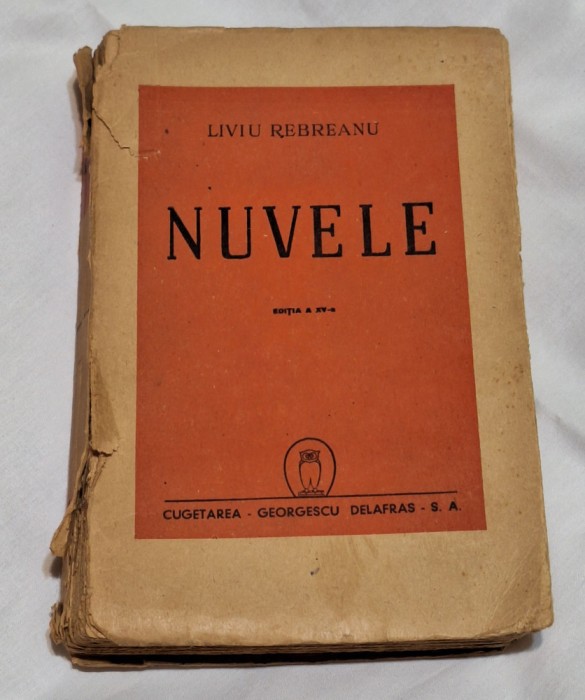 LIVIU REBREANU
NUVELE
EDIȚIA A XV-a
CUGETAREA - GEORGESCU DELAFRAS - S. A.